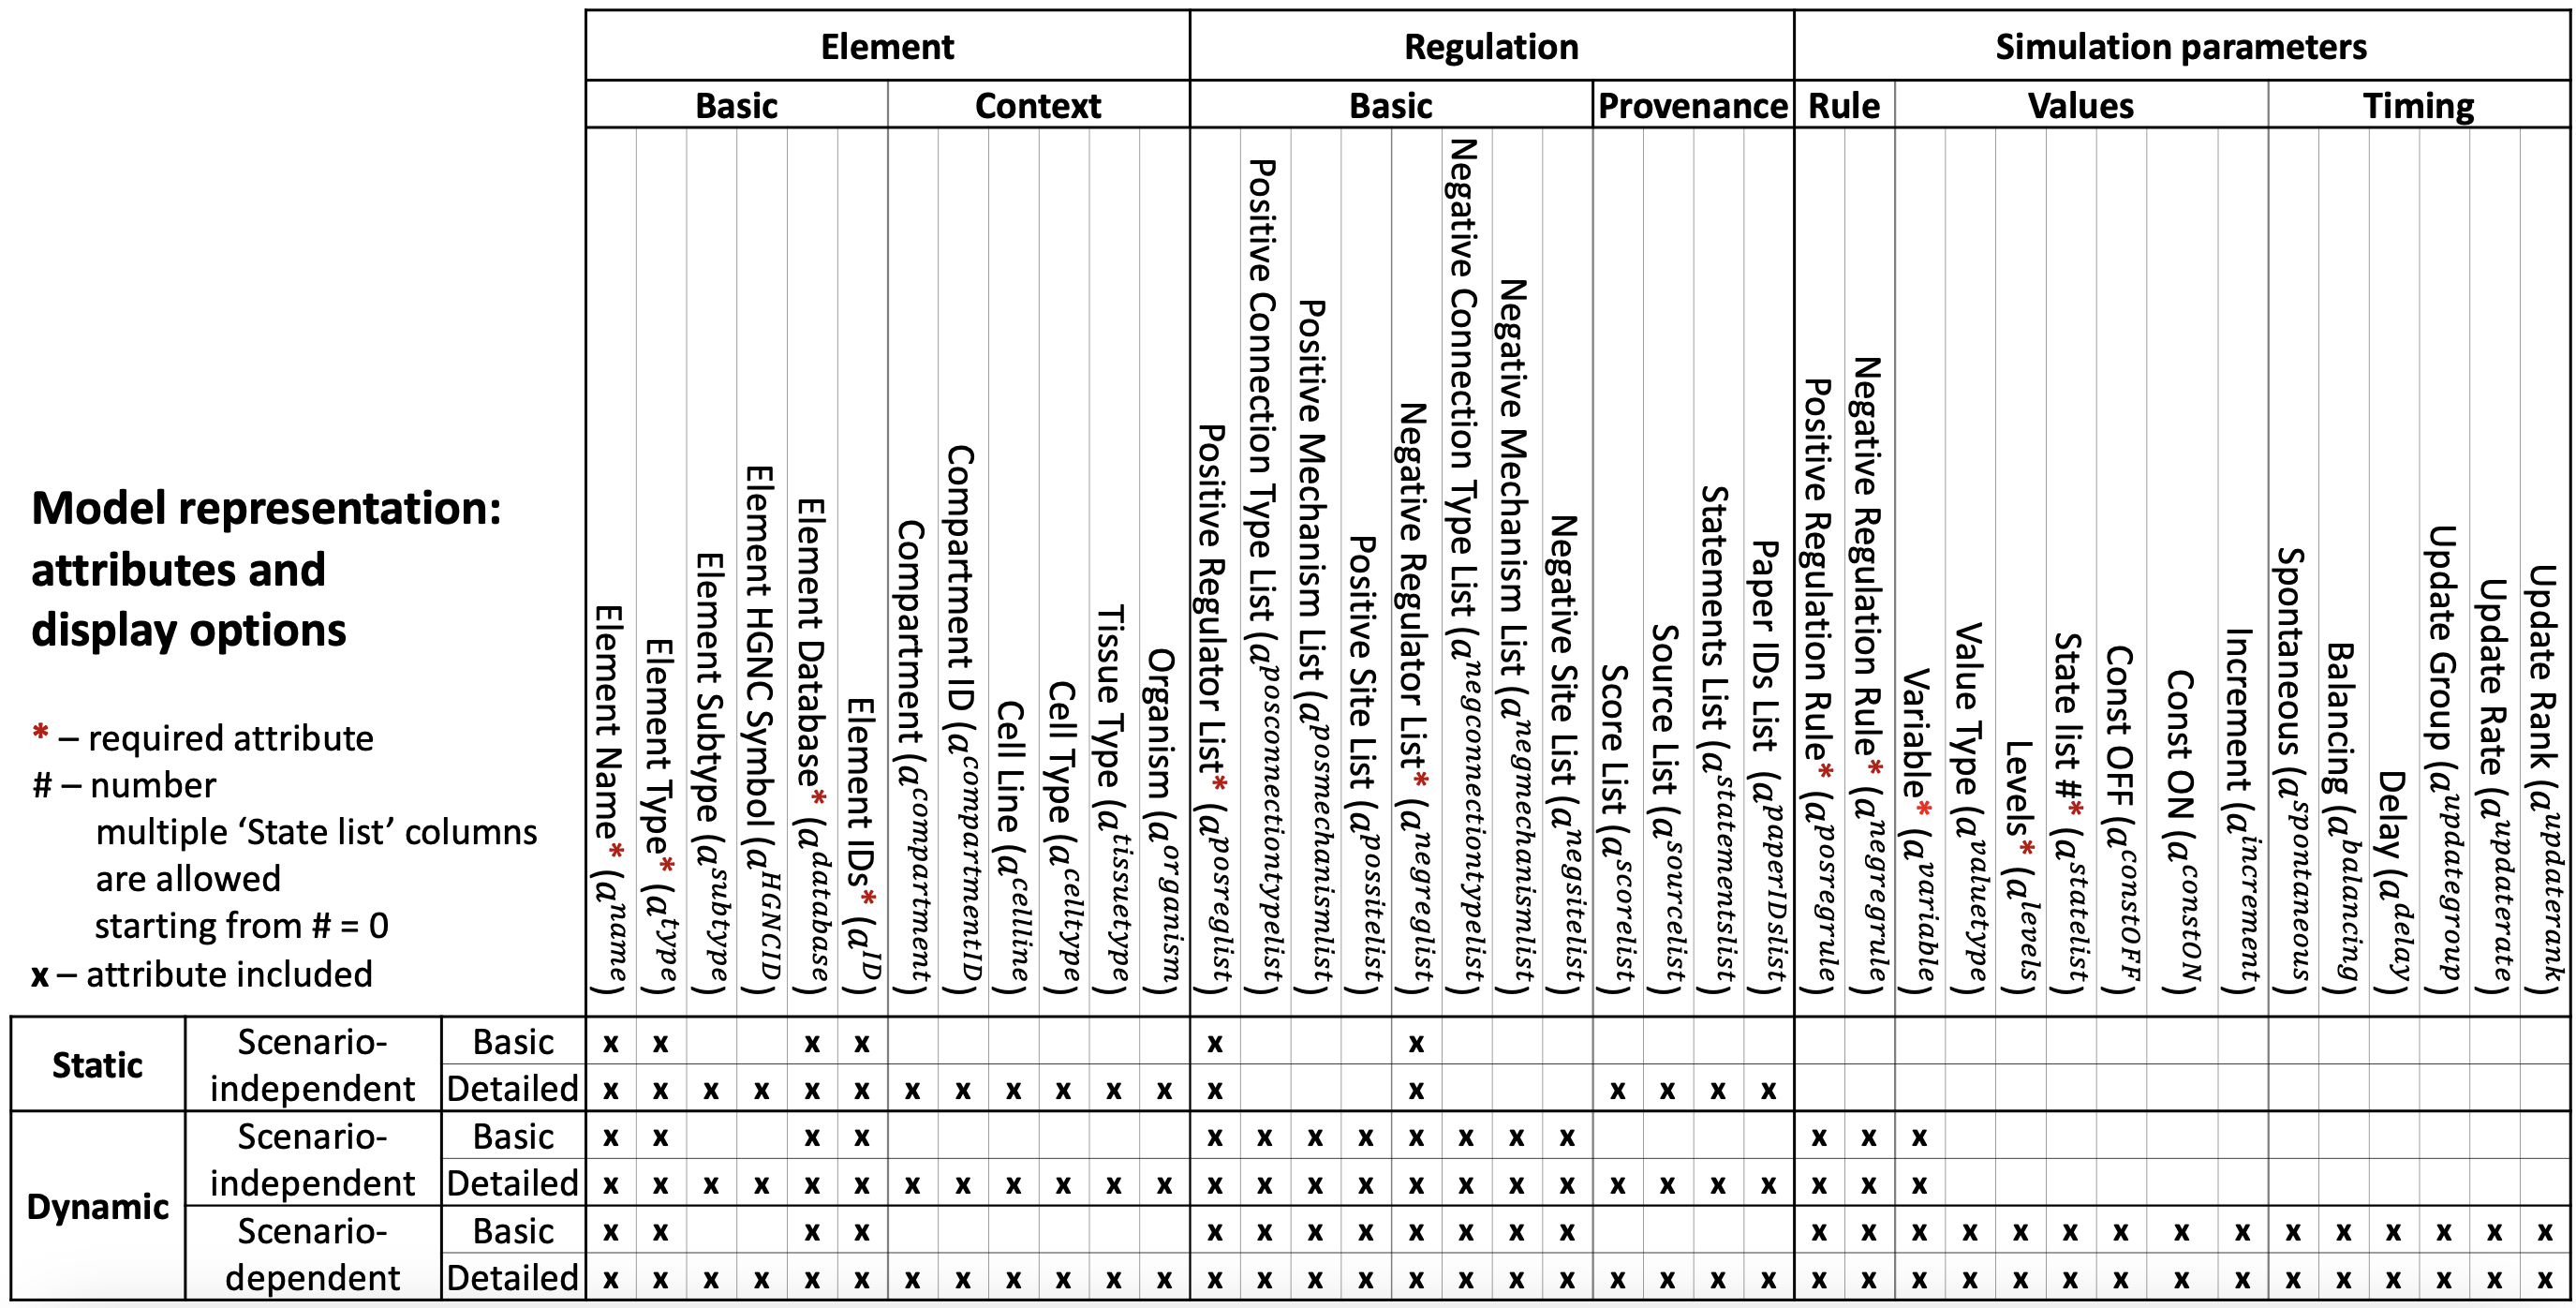 Element Regulation Simulation parameters
Basic Context Basic Provenance Rule Values Timing
Model representation:
attributes and
display options
* – required attribute
# – number
multiple ‘State list’ columns
are allowed
starting from # = 0
x – attribute included
Element Name* (a^name)
Element Type* (a^type)
Element Subtype (a^subtype)
Element HGNC Symbol (a^HGNCID)
Element Database* (a^database)
Element IDs* (a^ID)
Compartment (a^compartment)
Compartment ID (a^compartmentID)
Cell Line (a^cellline)
Cell Type (a^celltype)
Tissue Type (a^tissuetype)
Organism (a^organism)
Positive Regulator List* (a^posreglist)
Positive Connection Type List (a^posconnectiontypelist)
Positive Mechanism List (a^posmechanismlist)
Positive Site List (a^possitelist)
Negative Regulator List* (a^negreglist)
Negative Connection Type List (a^negconnectiontypelist)
Negative Mechanism List (a^negmechanismlist)
Negative Site List (a^negsitelist)
Score List (a^scorelist)
Source List (a^sourcelist)
Statements List (a^statementslist)
Paper IDs List (a^paperIDslist)
Positive Regulation Rule* (a^posregrule)
Negative Regulation Rule* (a^negregrule)
Variable* (a^variable)
Value Type (a^valuetype)
Levels* (a^levels)
State list #* (a^statelist)
Const OFF (a^constOFF)
Const ON (a^constON)
Increment (a^increment)
Spontaneous (a^spontaneous)
Balancing (a^balancing)
Delay (a^delay)
Update Group (a^updategroup)
Update Rate (a^updaterate)
Update Rank (a^updaterank)
Static
Scenario-
independent
Basic x x x x x x
Detailed x x x x x x x x x x x x x x x x x x
Dynamic
Scenario-
independent
Basic x x x x x x x x x x x x x x x
Detailed x x x x x x x x x x x x x x x x x x x x x x x x x x x
Scenario-
dependent
Basic x x x x x x x x x x x x x x x x x x x x x x x x x x x
Detailed x x x x x x x x x x x x x x x x x x x x x x x x x x x x x x x x x x x x x x x